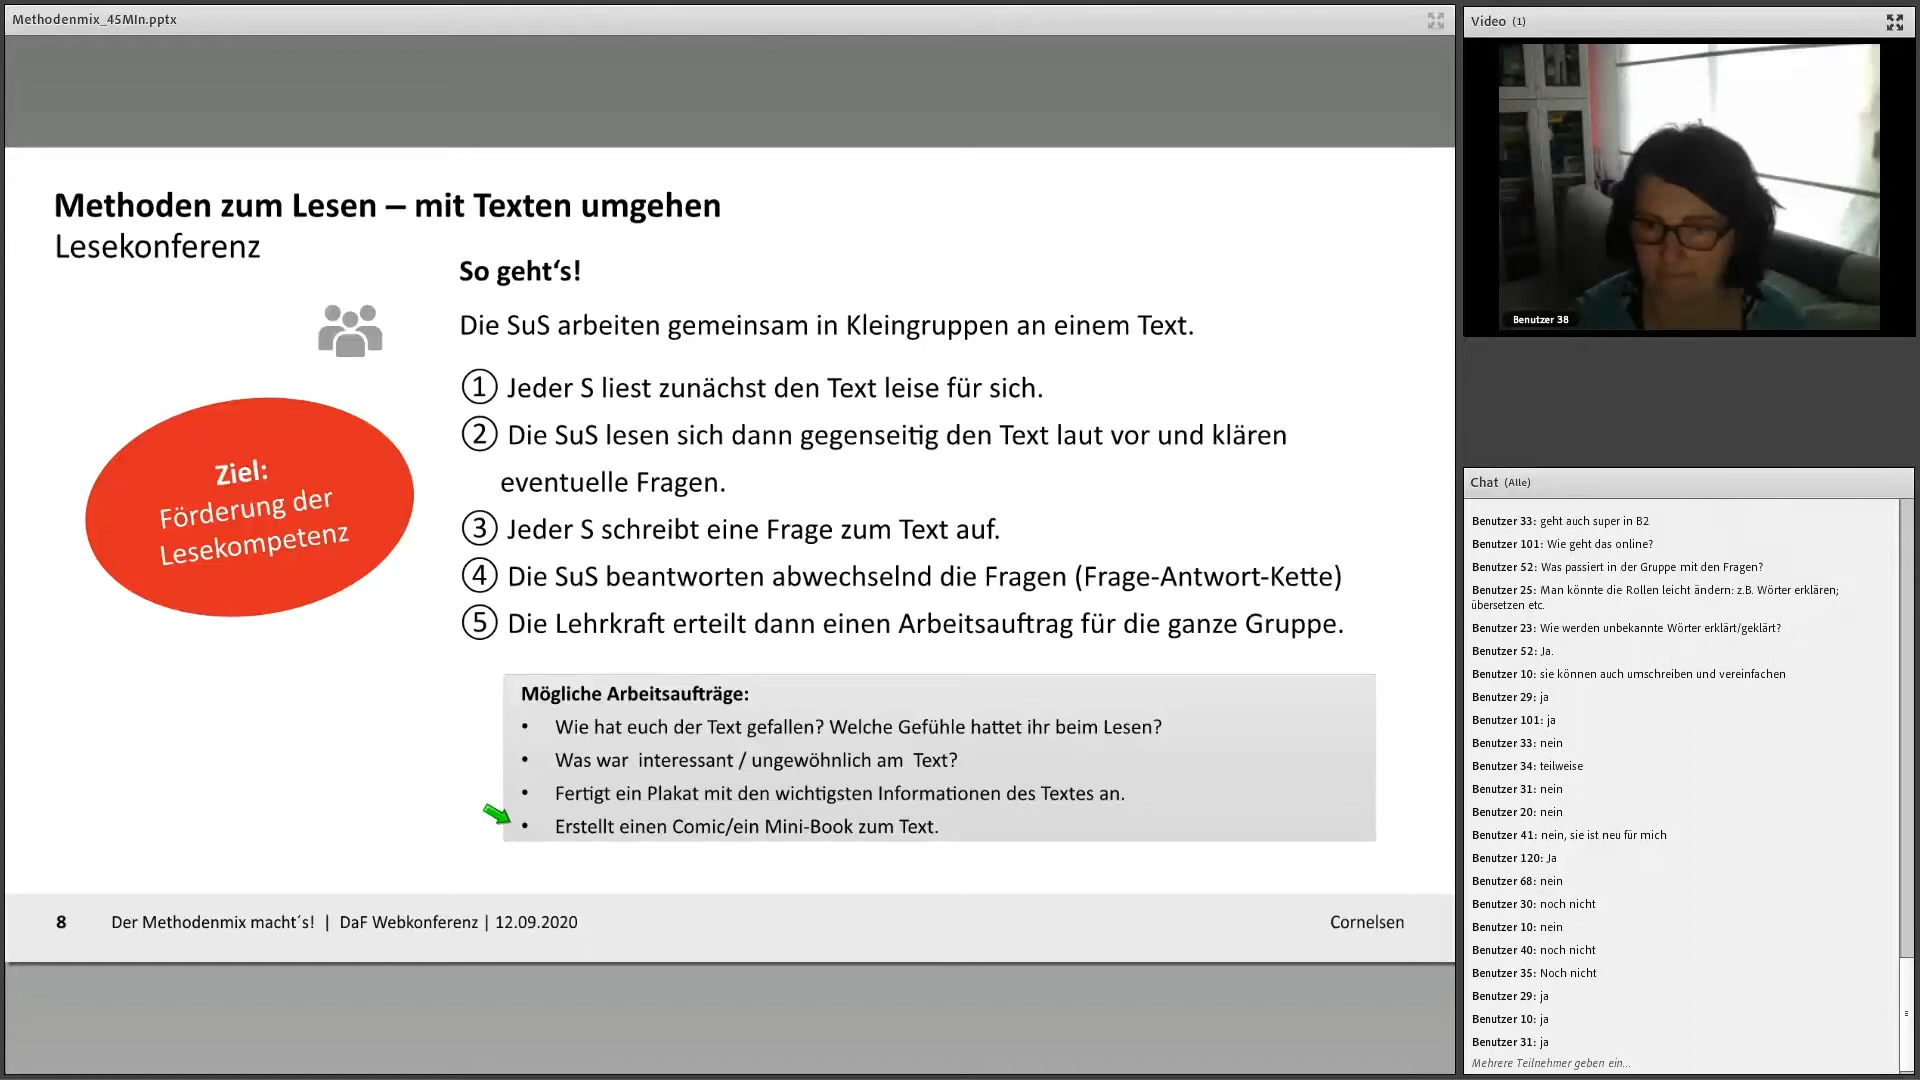 Methodenmix_45MIn.pptx
Methoden zum Lesen – mit Texten umgehen
Lesekonferenz
So geht‘s!
Die SuS arbeiten gemeinsam in Kleingruppen an einem Text.
① Jeder S liest zunächst den Text leise für sich.
② Die SuS lesen sich dann gegenseitig den Text laut vor und klären
eventuelle Fragen.
③ Jeder S schreibt eine Frage zum Text auf.
④ Die SuS beantworten abwechselnd die Fragen (Frage-Antwort-Kette)
⑤ Die Lehrkraft erteilt dann einen Arbeitsauftrag für die ganze Gruppe.
Ziel:
Förderung der
Lesekompetenz
Mögliche Arbeitsaufträge:
• Wie hat euch der Text gefallen? Welche Gefühle hattet ihr beim Lesen?
• Was war interessant / ungewöhnlich am Text?
• Fertigt ein Plakat mit den wichtigsten Informationen des Textes an.
• Erstellt einen Comic/ein Mini-Book zum Text.
8 Der Methodenmix macht´s! | DaF Webkonferenz | 12.09.2020 Cornelsen
Video (1)
Benutzer 38
Chat (Alle)
Benutzer 33: geht auch super in B2
Benutzer 101: Wie geht das online?
Benutzer 52: Was passiert in der Gruppe mit den Fragen?
Benutzer 25: Man könnte die Rollen leicht ändern: z.B. Wörter erklären;
übersetzen etc.
Benutzer 23: Wie werden unbekannte Wörter erklärt/geklärt?
Benutzer 52: Ja.
Benutzer 10: sie können auch umschreiben und vereinfachen
Benutzer 29: ja
Benutzer 101: ja
Benutzer 33: nein
Benutzer 34: teilweise
Benutzer 31: nein
Benutzer 20: nein
Benutzer 41: nein, sie ist neu für mich
Benutzer 120: Ja
Benutzer 68: nein
Benutzer 30: noch nicht
Benutzer 10: nein
Benutzer 40: noch nicht
Benutzer 35: Noch nicht
Benutzer 29: ja
Benutzer 10: ja
Benutzer 31: ja
Mehrere Teilnehmer geben ein...